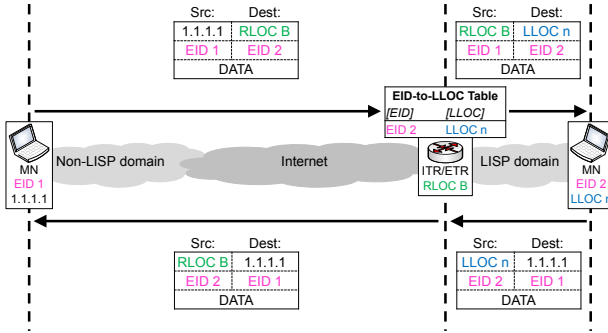 Src: Dest:
1.1.1.1 RLOC B
EID 1 EID 2
DATA
Src: Dest:
RLOC B LLOC n
EID 1 EID 2
DATA
EID-to-LLOC Table
[EID] [LLOC]
EID 2 LLOC n
Non-LISP domain
Internet
LISP domain
MN
EID 1
1.1.1.1
ITR/ETR
RLOC B
MN
EID 2
LLOC n
Src: Dest:
RLOC B 1.1.1.1
EID 2 EID 1
DATA
Src: Dest:
LLOC n 1.1.1.1
EID 2 EID 1
DATA